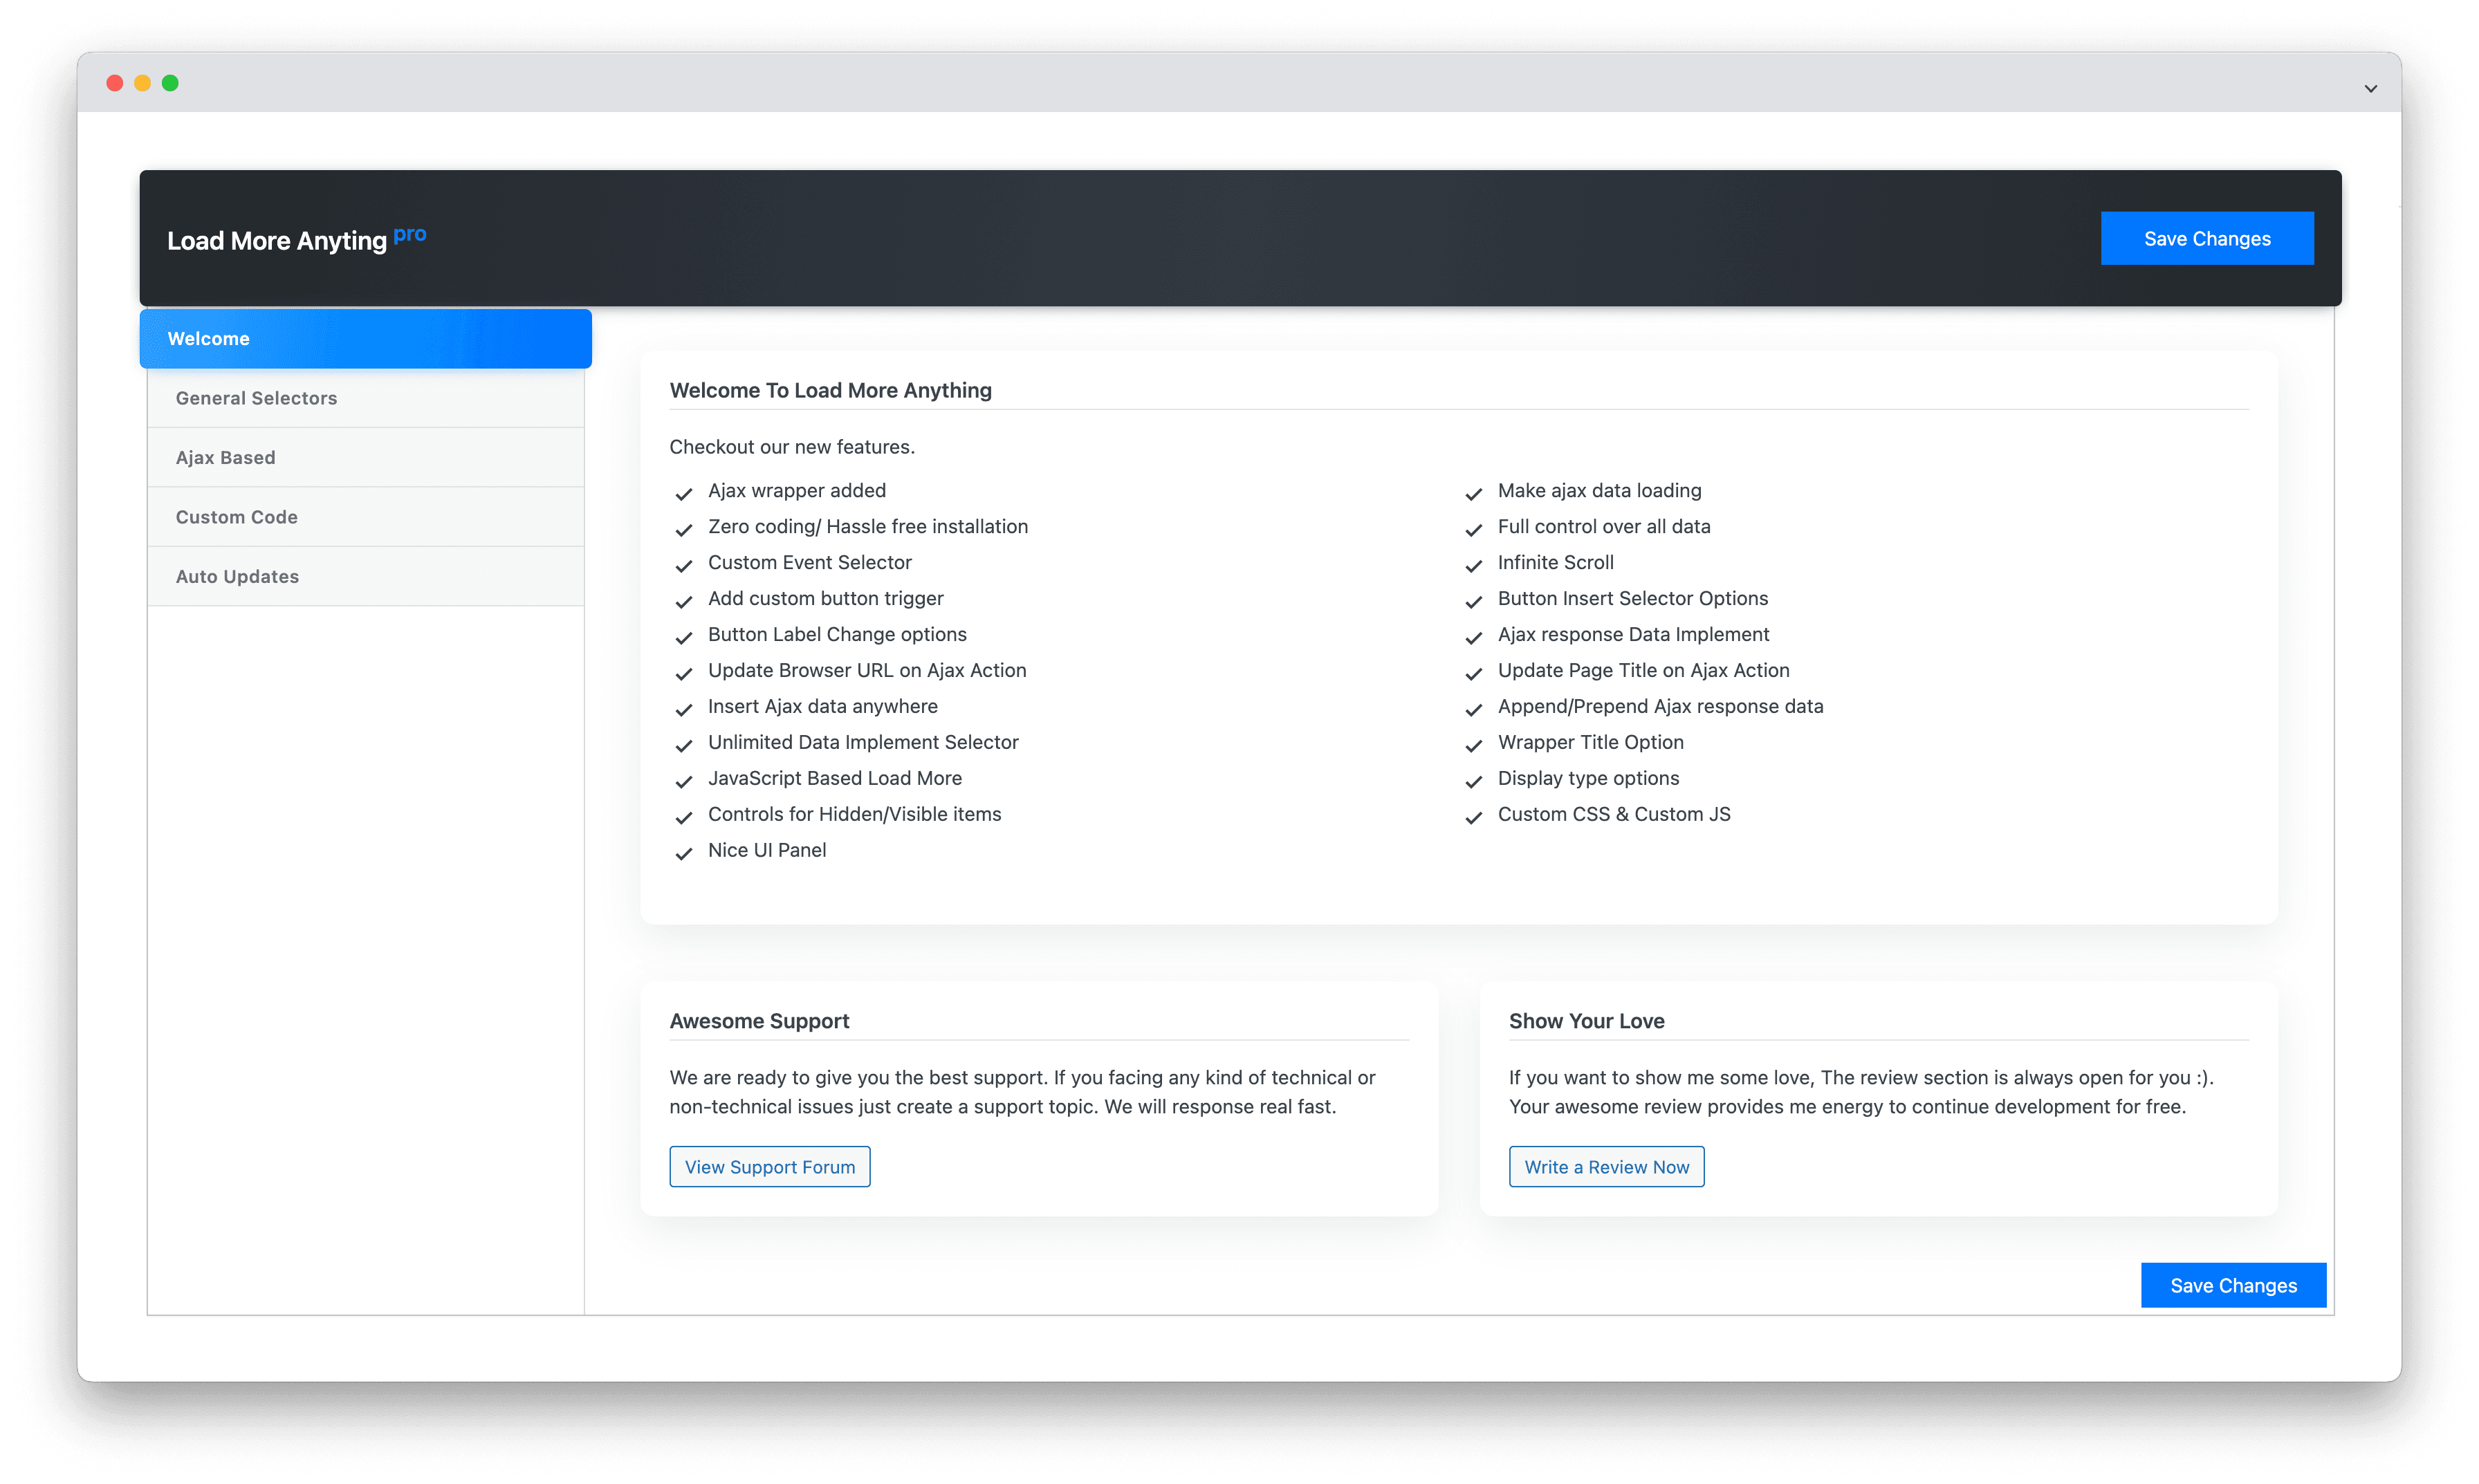 Load More Anyting pro
Save Changes
Welcome
General Selectors
Ajax Based
Custom Code
Auto Updates
Welcome To Load More Anything
Checkout our new features.
Ajax wrapper added
Zero coding/ Hassle free installation
Custom Event Selector
Add custom button trigger
Button Label Change options
Update Browser URL on Ajax Action
Insert Ajax data anywhere
Unlimited Data Implement Selector
JavaScript Based Load More
Controls for Hidden/Visible items
Nice UI Panel
Make ajax data loading
Full control over all data
Infinite Scroll
Button Insert Selector Options
Ajax response Data Implement
Update Page Title on Ajax Action
Append/Prepend Ajax response data
Wrapper Title Option
Display type options
Custom CSS & Custom JS
Awesome Support
We are ready to give you the best support. If you facing any kind of technical or
non-technical issues just create a support topic. We will response real fast.
View Support Forum
Show Your Love
If you want to show me some love, The review section is always open for you :).
Your awesome review provides me energy to continue development for free.
Write a Review Now
Save Changes